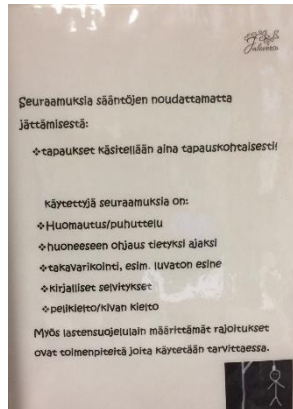 Seuraamuksia sääntöjen noudattamatta
jättämisestä:
❖tapaukset käsitellään aina tapauskohtaisesti!
käytettyjä seuraamuksia on:
❖Huomautus/puhuttelu
❖huoneeseen ohjaus tietyksi ajaksi
❖takavarikointi, esim. luvaton esine
❖kirjalliset selvitykset
❖pelikielto/kivan kielto
Myös lastensuojelulain määrittämät rajoitukset
ovat toimenpiteitä joita käytetään tarvittaessa.